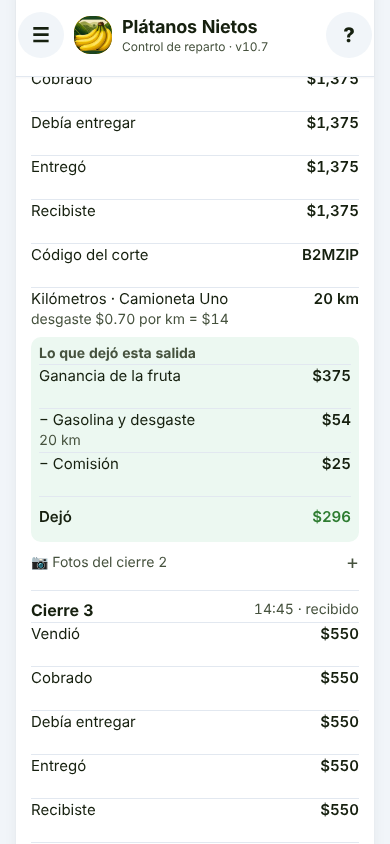 ☰ Plátanos Nietos ?
Control de reparto · v10.7
Cobrado $1,375
Debía entregar $1,375
Entregó $1,375
Recibiste $1,375
Código del corte B2MZIP
Kilómetros · Camioneta Uno 20 km
desgaste $0.70 por km = $14
Lo que dejó esta salida
Ganancia de la fruta $375
− Gasolina y desgaste $54
20 km
− Comisión $25
Dejó $296
📷 Fotos del cierre 2 +
Cierre 3 14:45 · recibido
Vendió $550
Cobrado $550
Debía entregar $550
Entregó $550
Recibiste $550